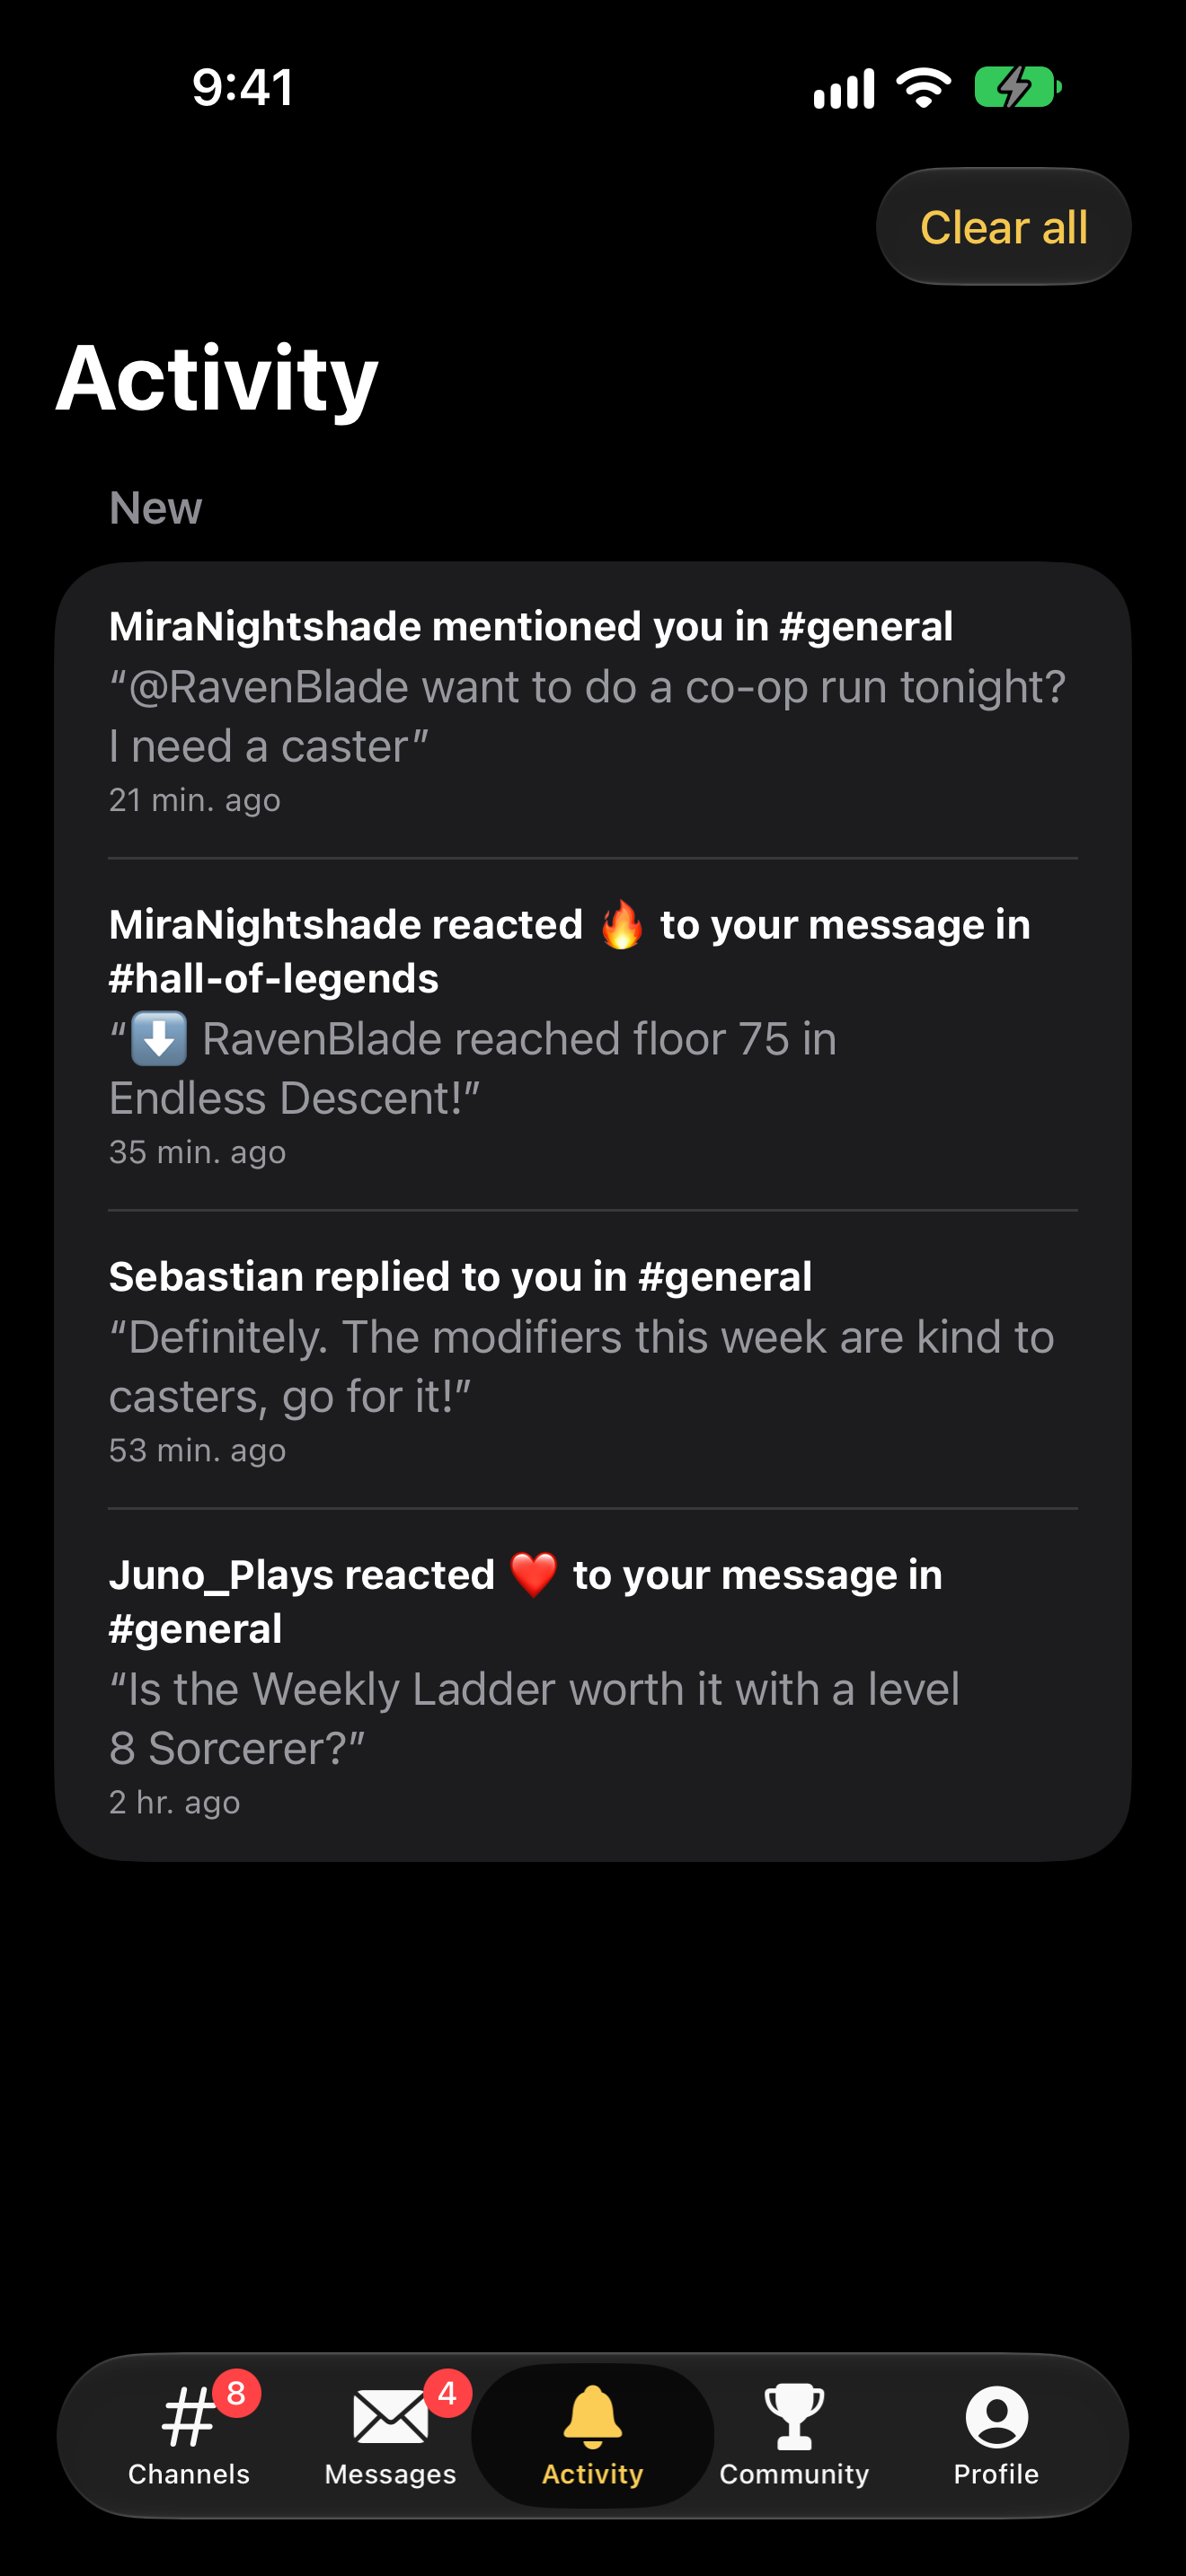 9:41
Clear all
Activity
New
MiraNightshade mentioned you in #general
“@RavenBlade want to do a co-op run tonight?
I need a caster”
21 min. ago
MiraNightshade reacted 🔥 to your message in
#hall-of-legends
“⬇️ RavenBlade reached floor 75 in
Endless Descent!”
35 min. ago
Sebastian replied to you in #general
“Definitely. The modifiers this week are kind to
casters, go for it!”
53 min. ago
Juno_Plays reacted ❤️ to your message in
#general
“Is the Weekly Ladder worth it with a level
8 Sorcerer?”
2 hr. ago
8 4
Channels Messages Activity Community Profile